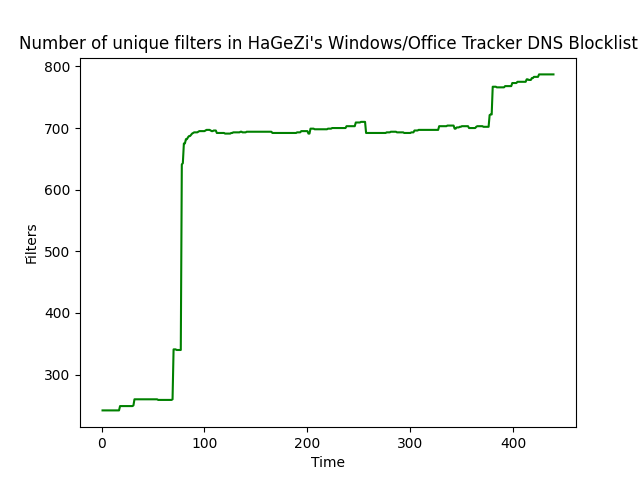 Number of unique filters in HaGeZi's Windows/Office Tracker DNS Blocklist
800
700
600
500
400
300
Filters
0 100 200 300 400
Time